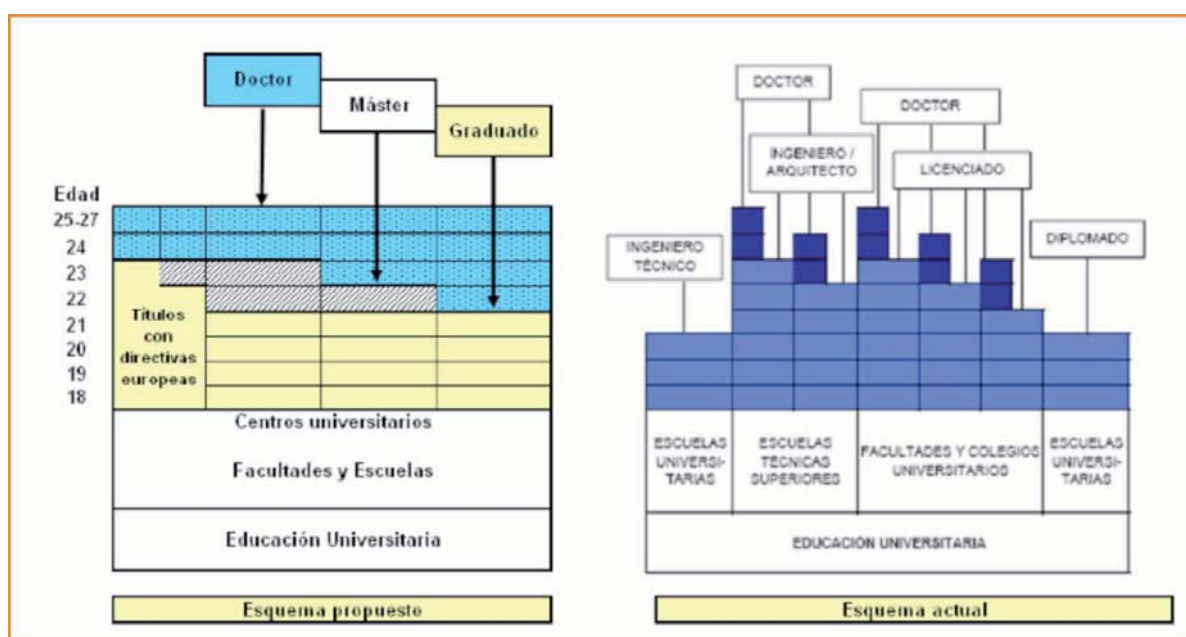 Doctor
Máster
Graduado
Edad
25-27
24
23
22
21
20
19
18
Títulos
con
directivas
europeas
Centros universitarios
Facultades y Escuelas
Educación Universitaria
Esquema propuesto
DOCTOR
DOCTOR
INGENIERO /
ARQUITECTO
LICENCIADO
INGENIERO
TÉCNICO
DIPLOMADO
ESCUELAS
UNIVERSI-
TARIAS
ESCUELAS
TÉCNICAS
SUPERIORES
FACULTADES Y COLEGIOS
UNIVERSITARIOS
ESCUELAS
UNIVERSI-
TARIAS
EDUCACIÓN UNIVERSITARIA
Esquema actual